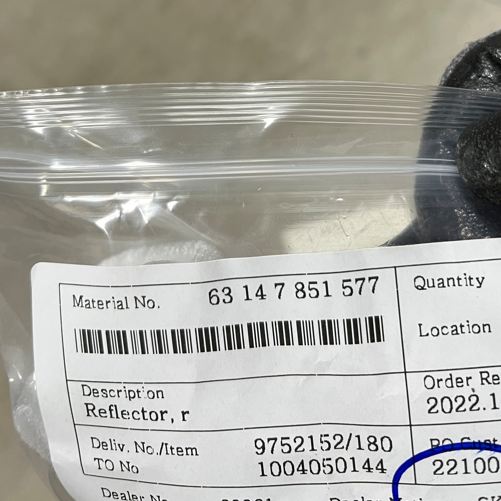 Material No. 63 14 7 851 577
Quantity
Location
Description
Reflector, r
Order Re
2022.1
Deliv. No./Item 9752152/180
TO No 1004050144
22100